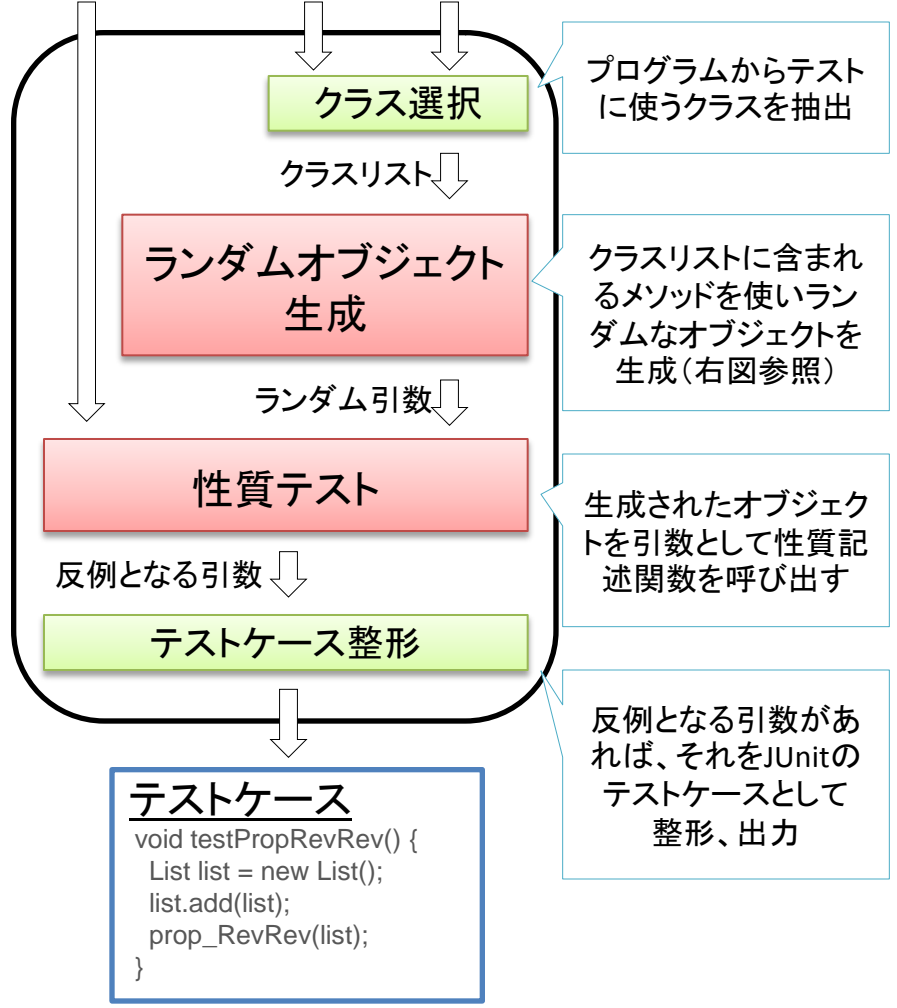 クラス選択
プログラムからテスト
に使うクラスを抽出
クラスリスト
ランダムオブジェクト
生成
クラスリストに含まれ
るメソッドを使いラン
ダムなオブジェクトを
生成（右図参照）
ランダム引数
性質テスト
生成されたオブジェク
トを引数として性質記
述関数を呼び出す
反例となる引数
テストケース整形
反例となる引数があ
れば、それをJUnitの
テストケースとして
整形、出力
テストケース
void testPropRevRev() {
List list = new List();
list.add(list);
prop_RevRev(list);
}